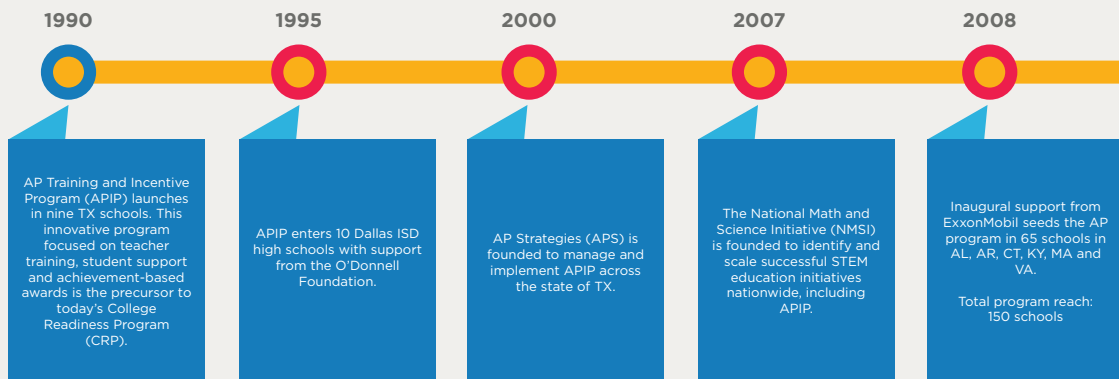 1990
1995
2000
2007
2008
AP Training and Incentive
Program (APIP) launches
in nine TX schools. This
innovative program
focused on teacher
training, student support
and achievement-based
awards is the precursor to
today’s College
Readiness Program
(CRP).
APIP enters 10 Dallas ISD
high schools with support
from the O’Donnell
Foundation.
AP Strategies (APS) is
founded to manage and
implement APIP across
the state of TX.
The National Math and
Science Initiative (NMSI)
is founded to identify and
scale successful STEM
education initiatives
nationwide, including
APIP.
Inaugural support from
ExxonMobil seeds the AP
program in 65 schools in
AL, AR, CT, KY, MA and
VA.
Total program reach:
150 schools